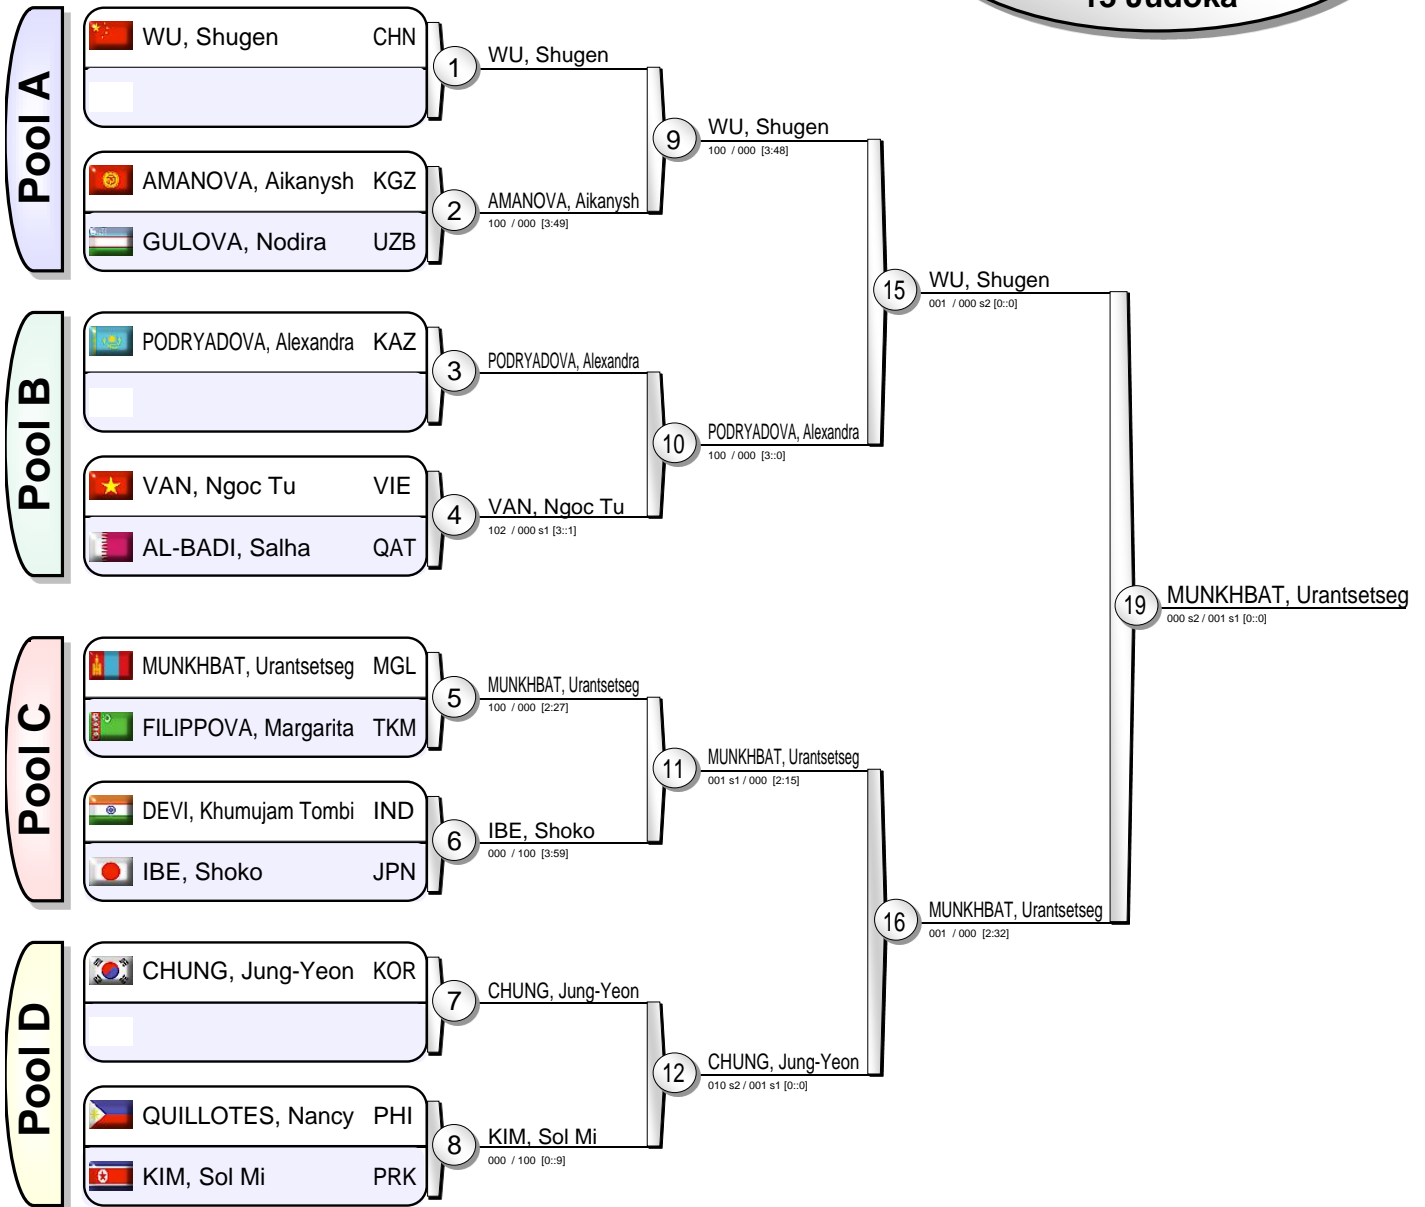 13 Judoka
Pool A
WU, Shugen CHN
AMANOVA, Aikanysh KGZ
GULOVA, Nodira UZB
1
WU, Shugen
2
AMANOVA, Aikanysh
100 / 000 [3:49]
9
WU, Shugen
100 / 000 [3:48]
Pool B
PODRYADOVA, Alexandra KAZ
VAN, Ngoc Tu VIE
AL-BADI, Salha QAT
3
PODRYADOVA, Alexandra
4
VAN, Ngoc Tu
102 / 000 s1 [3::1]
10
PODRYADOVA, Alexandra
100 / 000 [3::0]
15
WU, Shugen
001 / 000 s2 [0::0]
Pool C
MUNKHBAT, Urantsetseg MGL
FILIPPOVA, Margarita TKM
DEVI, Khumujam Tombi IND
IBE, Shoko JPN
5
MUNKHBAT, Urantsetseg
100 / 000 [2:27]
6
IBE, Shoko
000 / 100 [3:59]
11
MUNKHBAT, Urantsetseg
001 s1 / 000 [2:15]
Pool D
CHUNG, Jung-Yeon KOR
QUILLOTES, Nancy PHI
KIM, Sol Mi PRK
7
CHUNG, Jung-Yeon
8
KIM, Sol Mi
000 / 100 [0::9]
12
CHUNG, Jung-Yeon
010 s2 / 001 s1 [0::0]
16
MUNKHBAT, Urantsetseg
001 / 000 [2:32]
19
MUNKHBAT, Urantsetseg
000 s2 / 001 s1 [0::0]